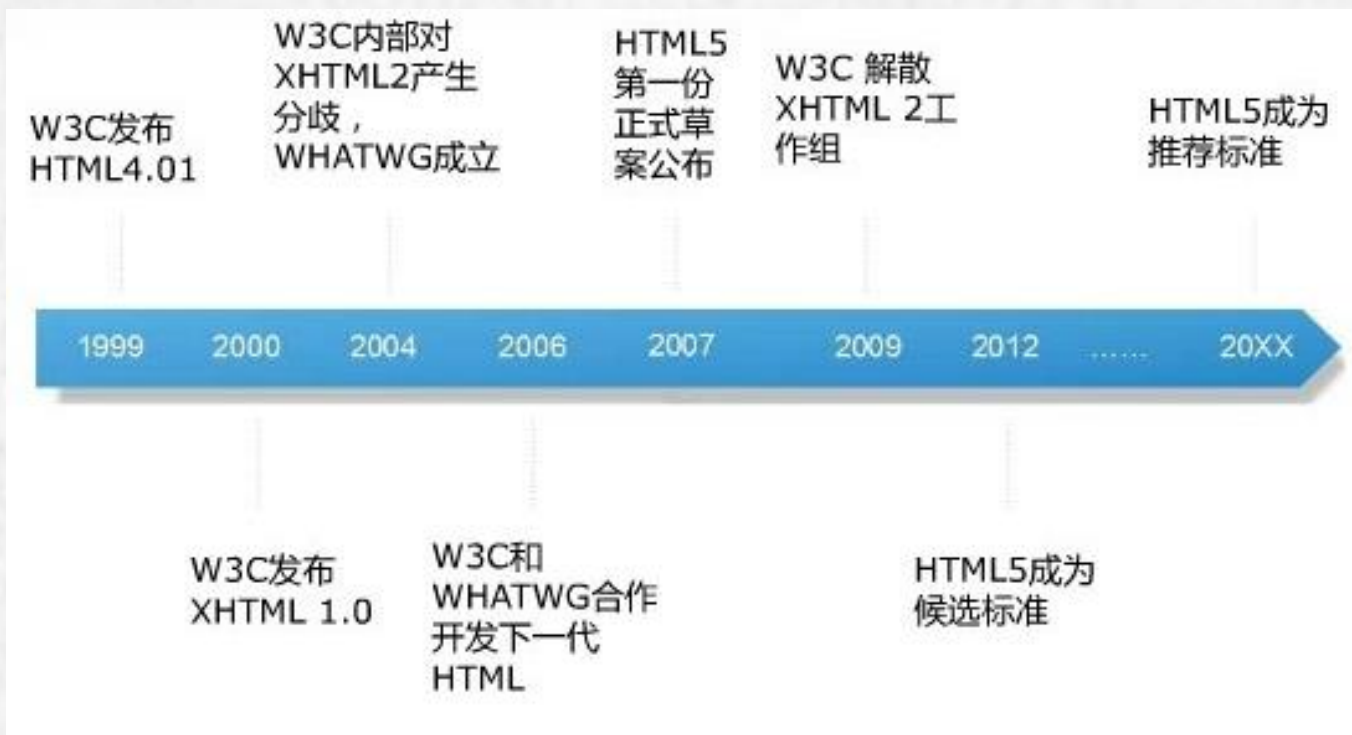 W3C发布
HTML4.01
W3C内部对
XHTML2产生
分歧，
WHATWG成立
HTML5
第一份
正式草
案公布
W3C 解散
XHTML 2工
作组
HTML5成为
推荐标准
1999 2000 2004 2006 2007 2009 2012 …… 20XX
W3C发布
XHTML 1.0
W3C和
WHATWG合作
开发下一代
HTML
HTML5成为
候选标准